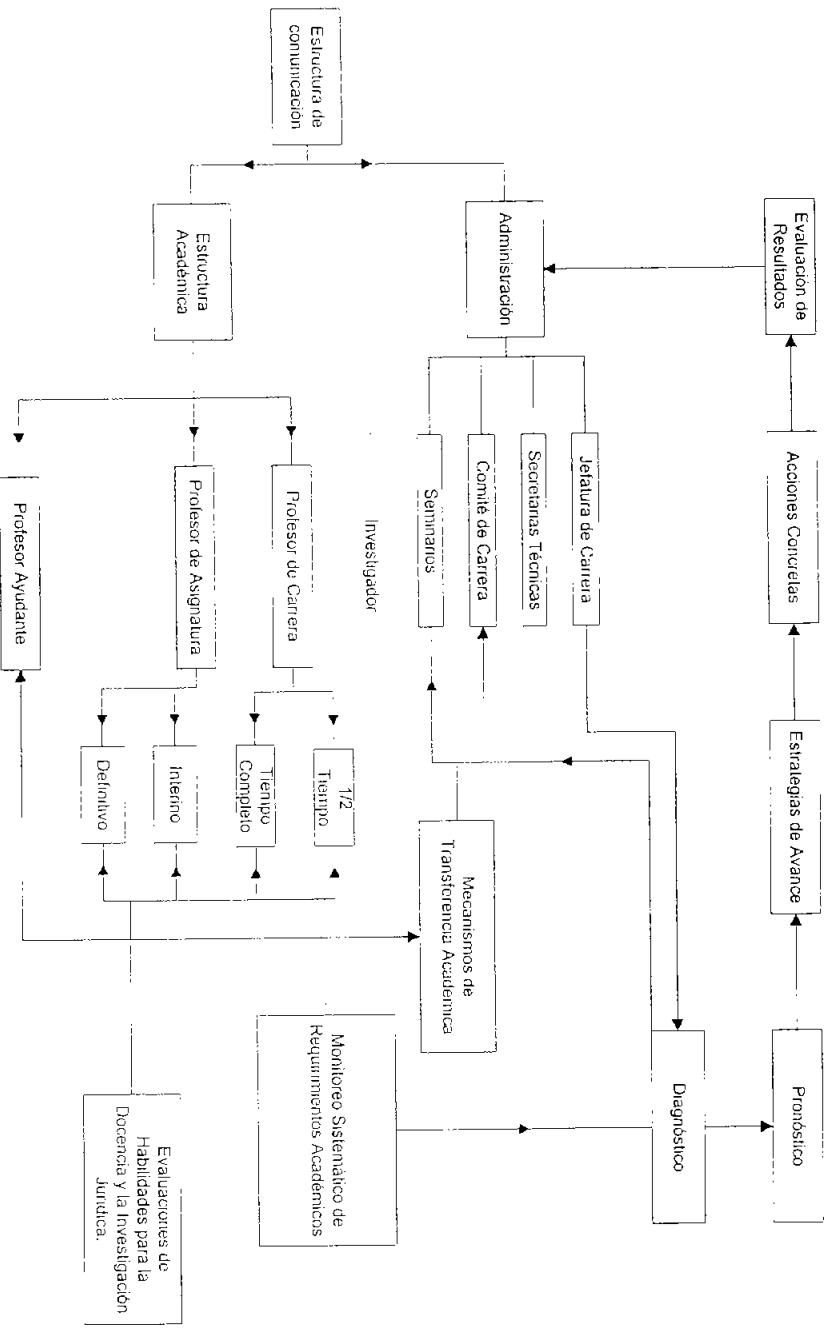 Evaluación de
Resultados
Acciones Concretas
Estrategias de Avance
Pronóstico
Diagnóstico
Jefatura de Carrera
Secretarias Técnicas
Administración
Comité de Carrera
Seminarios
Mecanismos de
Transferencia Academica
Investigador
Estructura de
comunicación
Monitoreo Sistemático de
Requirimientos Académicos
Profesor de Carrera
1/2
Tiempo
Tiempo
Completo
Estructura
Académica
Profesor de Asignatura
Interino
Definitivo
Profesor Ayudante
Evaluaciones de
Habilidades para la
Docencia y la Investigación
Jurídica.